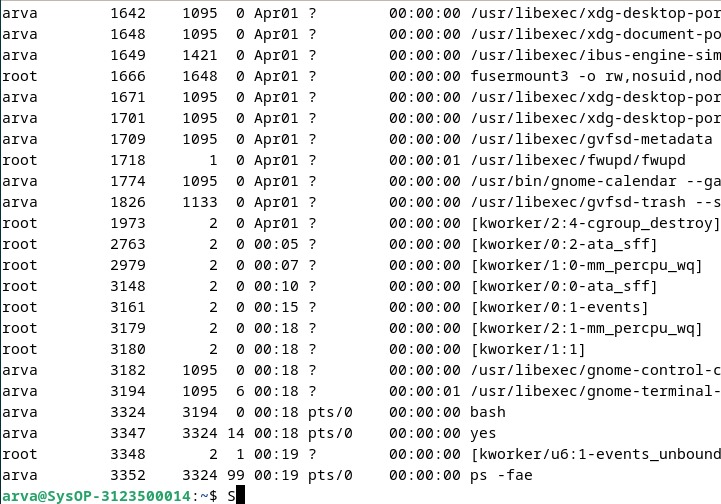 arva 1642 1095 0 Apr01 ? 00:00:00 /usr/libexec/xdg-desktop-por
arva 1648 1095 0 Apr01 ? 00:00:00 /usr/libexec/xdg-document-po
arva 1649 1421 0 Apr01 ? 00:00:00 /usr/libexec/ibus-engine-sim
root 1666 1648 0 Apr01 ? 00:00:00 fusermount3 -o rw,nosuid,nod
arva 1671 1095 0 Apr01 ? 00:00:00 /usr/libexec/xdg-desktop-por
arva 1701 1095 0 Apr01 ? 00:00:00 /usr/libexec/xdg-desktop-por
arva 1709 1095 0 Apr01 ? 00:00:00 /usr/libexec/gvfsd-metadata
root 1718 1 0 Apr01 ? 00:00:01 /usr/libexec/fwupd/fwupd
arva 1774 1095 0 Apr01 ? 00:00:00 /usr/bin/gnome-calendar --ga
arva 1826 1133 0 Apr01 ? 00:00:00 /usr/libexec/gvfsd-trash --s
root 1973 2 0 Apr01 ? 00:00:00 [kworker/2:4-cgroup_destroy]
root 2763 2 0 00:05 ? 00:00:00 [kworker/0:2-ata_sff]
root 2979 2 0 00:07 ? 00:00:00 [kworker/1:0-mm_percpu_wq]
root 3148 2 0 00:10 ? 00:00:00 [kworker/0:0-ata_sff]
root 3161 2 0 00:15 ? 00:00:00 [kworker/0:1-events]
root 3179 2 0 00:18 ? 00:00:00 [kworker/2:1-mm_percpu_wq]
root 3180 2 0 00:18 ? 00:00:00 [kworker/1:1]
arva 3182 1095 0 00:18 ? 00:00:00 /usr/libexec/gnome-control-c
arva 3194 1095 6 00:18 ? 00:00:01 /usr/libexec/gnome-terminal-
arva 3324 3194 0 00:18 pts/0 00:00:00 bash
arva 3347 3324 14 00:18 pts/0 00:00:00 yes
root 3348 2 1 00:19 ? 00:00:00 [kworker/u6:1-events_unbound
arva 3352 3324 99 00:19 pts/0 00:00:00 ps -fae
arva@SysOP-3123500014:~$ S